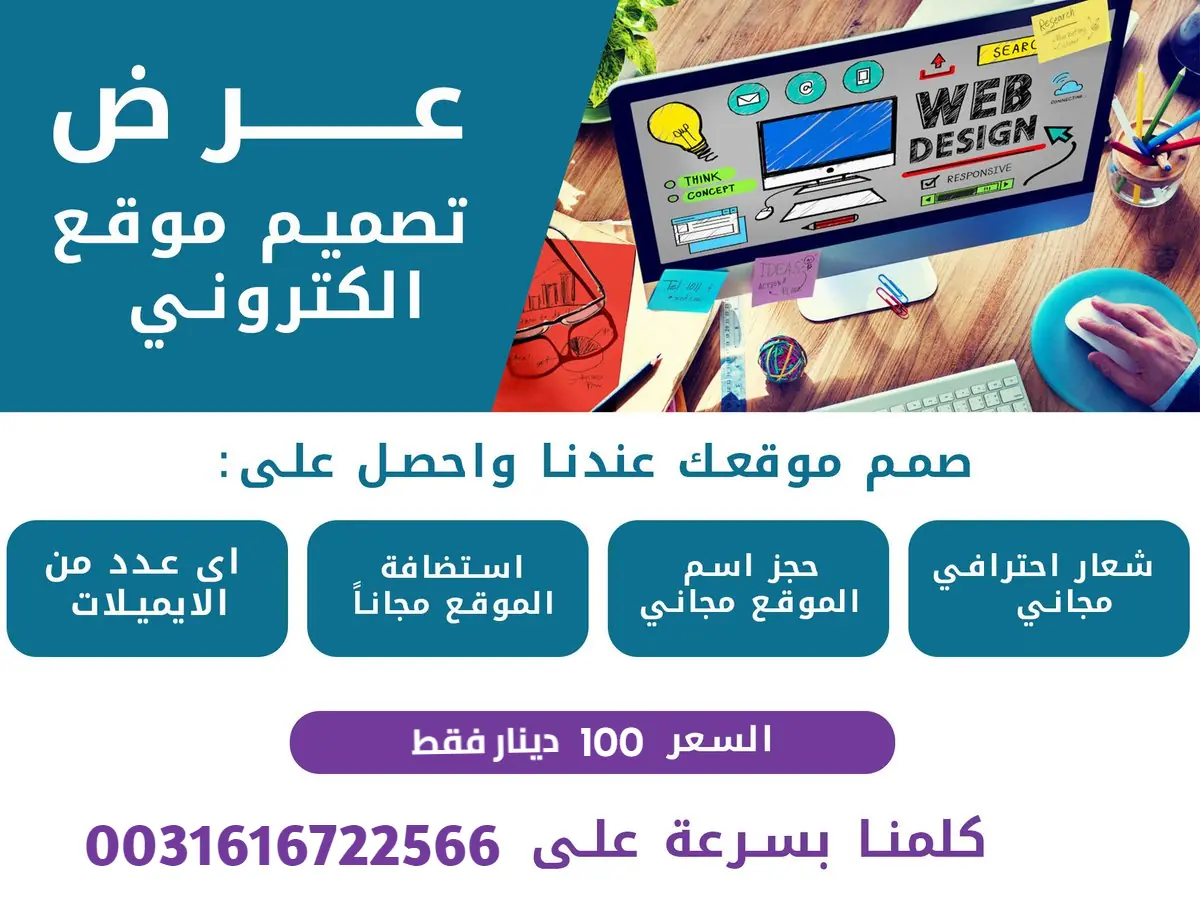 عـــــرض
تصميم موقع
الكتروني
SEARC
Research
WEB
DESIGN
RESPONSIVE
CONNECTING...
THINK
CONCEPT
IDEAS
صمم موقعك عندنا واحصل على:
شعار احترافي
مجاني
حجز اسم
الموقع مجاني
استضافة
الموقع مجاناً
اى عدد من
الايميلات
السعر 100 دينار فقط
كلمنا بسرعة على 0031616722566